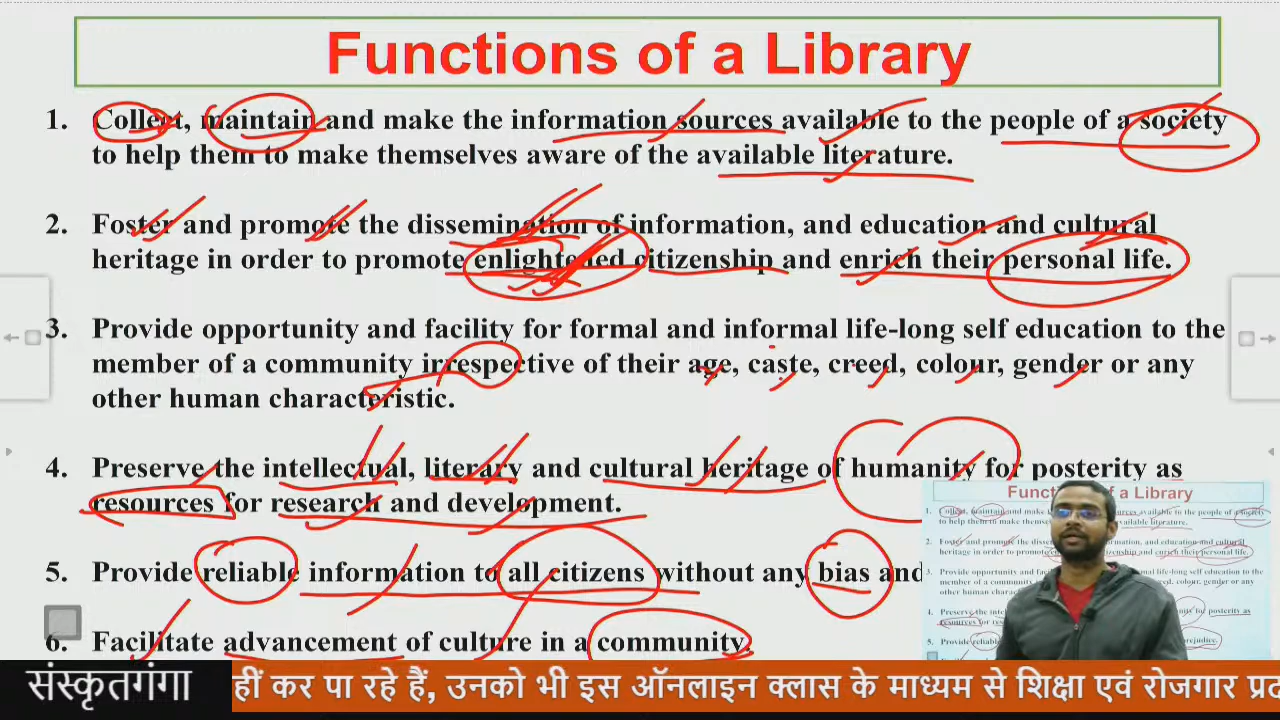 Functions of a Library
1. Collect, maintain and make the information sources available to the people of a society
to help them to make themselves aware of the available literature.
2. Foster and promote the dissemination of information, and education and cultural
heritage in order to promote enlightened citizenship and enrich their personal life.
3. Provide opportunity and facility for formal and informal life-long self education to the
member of a community irrespective of their age, caste, creed, colour, gender or any
other human characteristic.
4. Preserve the intellectual, literary and cultural heritage of humanity for posterity as
resources for research and development.
5. Provide reliable information to all citizens without any bias and
6. Facilitate advancement of culture in a community.
संस्कृतगंगा
हीं कर पा रहे हैं, उनको भी इस ऑनलाइन क्लास के माध्यम से शिक्षा एवं रोजगार प्रद